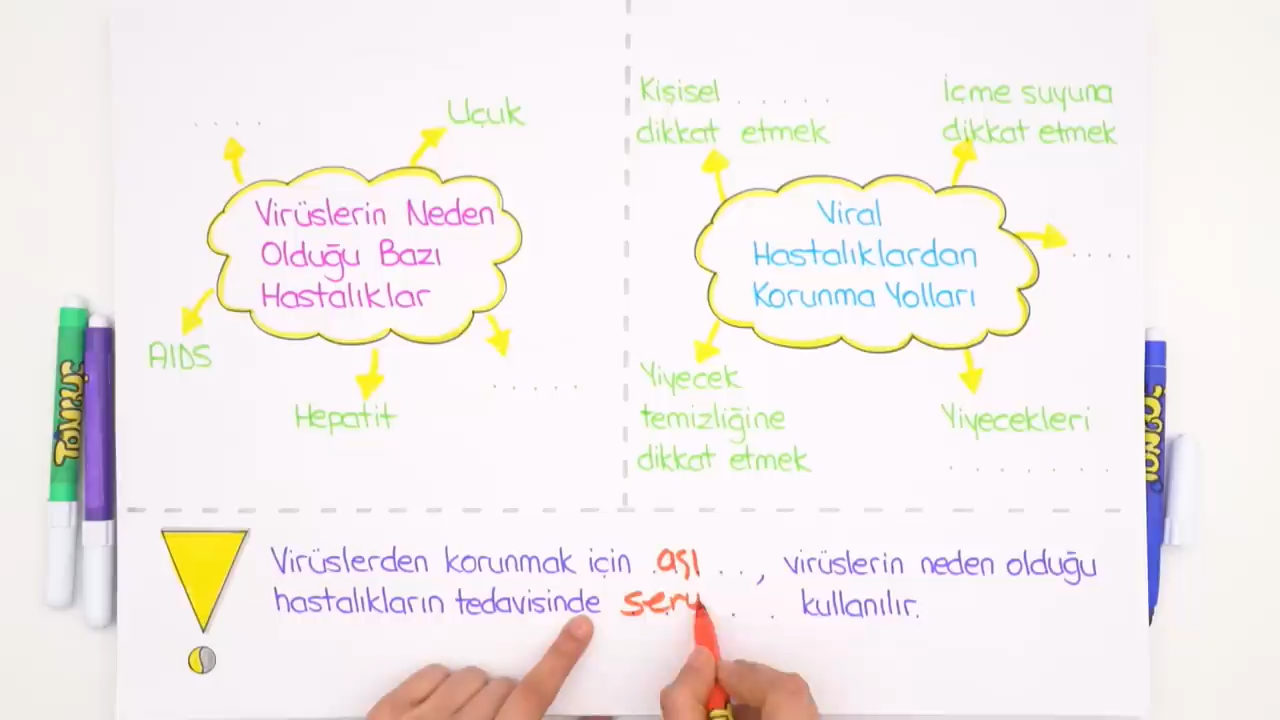 . . . .
Uçuk
Virüslerin Neden
Olduğu Bazı
Hastalıklar
AIDS
Hepatit
. . . . .
Kişisel . . . . .
dikkat etmek
İçme suyuna
dikkat etmek
Viral
Hastalıklardan
Korunma Yolları
. . . .
Yiyecek
temizliğine
dikkat etmek
Yiyecekleri
. . . . . . .
Virüslerden korunmak için aşı . . , virüslerin neden olduğu
hastalıkların tedavisinde seru . . kullanılır.